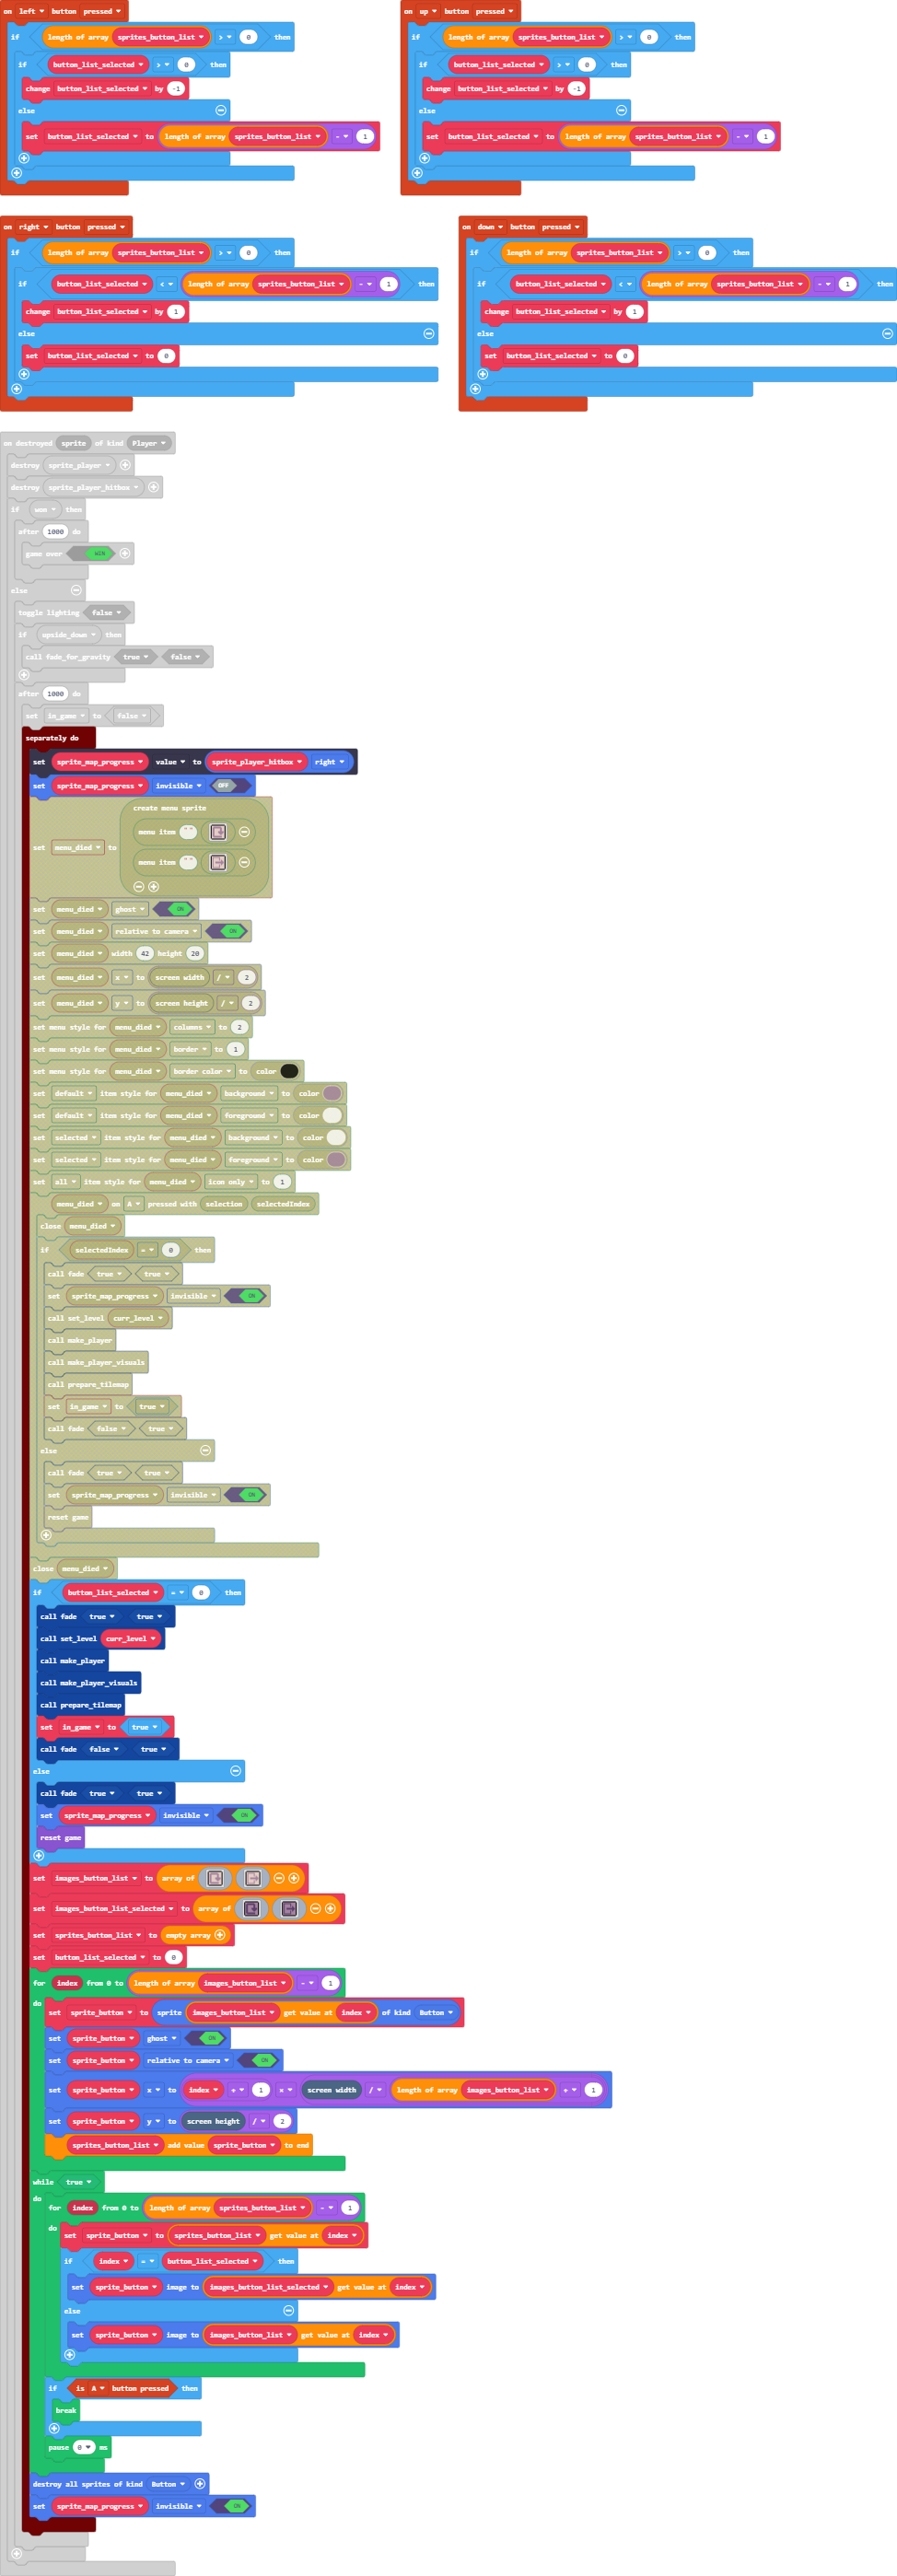 on left button pressed
if length of array sprites_button_list > 0 then
if button_list_selected > 0 then
change button_list_selected by -1
else
set button_list_selected to length of array sprites_button_list - 1
on up button pressed
if length of array sprites_button_list > 0 then
if button_list_selected > 0 then
change button_list_selected by -1
else
set button_list_selected to length of array sprites_button_list - 1
on right button pressed
if length of array sprites_button_list > 0 then
if button_list_selected < length of array sprites_button_list - 1 then
change button_list_selected by 1
else
set button_list_selected to 0
on down button pressed
if length of array sprites_button_list > 0 then
if button_list_selected < length of array sprites_button_list - 1 then
change button_list_selected by 1
else
set button_list_selected to 0
on destroyed sprite of kind Player
destroy sprite_player
destroy sprite_player_hitbox
if won then
after 1000 do
game over WIN
else
toggle lighting false
if upside_down then
call fade_for_gravity true false
after 1000 do
set in_game to false
separately do
set sprite_map_progress value to sprite_player_hitbox right
set sprite_map_progress invisible OFF
set menu_died to
create menu sprite
menu item " "
menu item " "
set menu_died ghost ON
set menu_died relative to camera ON
set menu_died width 42 height 20
set menu_died x to screen width / 2
set menu_died y to screen height / 2
set menu style for menu_died columns to 2
set menu style for menu_died border to 1
set menu style for menu_died border color to color
set default item style for menu_died background to color
set default item style for menu_died foreground to color
set selected item style for menu_died background to color
set selected item style for menu_died foreground to color
set all item style for menu_died icon only to 1
menu_died on A pressed with selection selectedIndex
close menu_died
if selectedIndex = 0 then
call fade true true
set sprite_map_progress invisible ON
call set_level curr_level
call make_player
call make_player_visuals
call prepare_tilemap
set in_game to true
call fade false true
else
call fade true true
set sprite_map_progress invisible ON
reset game
close menu_died
if button_list_selected = 0 then
call fade true true
call set_level curr_level
call make_player
call make_player_visuals
call prepare_tilemap
set in_game to true
call fade false true
else
call fade true true
set sprite_map_progress invisible ON
reset game
set images_button_list to array of
set images_button_list_selected to array of
set sprites_button_list to empty array
set button_list_selected to 0
for index from 0 to length of array images_button_list - 1
do
set sprite_button to sprite images_button_list get value at index of kind Button
set sprite_button ghost ON
set sprite_button relative to camera ON
set sprite_button x to index + 1 × screen width / length of array images_button_list + 1
set sprite_button y to screen height / 2
sprites_button_list add value sprite_button to end
while true
do
for index from 0 to length of array sprites_button_list - 1
do
set sprite_button to sprites_button_list get value at index
if index = button_list_selected then
set sprite_button image to images_button_list_selected get value at index
else
set sprite_button image to images_button_list get value at index
if is A button pressed then
break
pause 0 ms
destroy all sprites of kind Button
set sprite_map_progress invisible ON